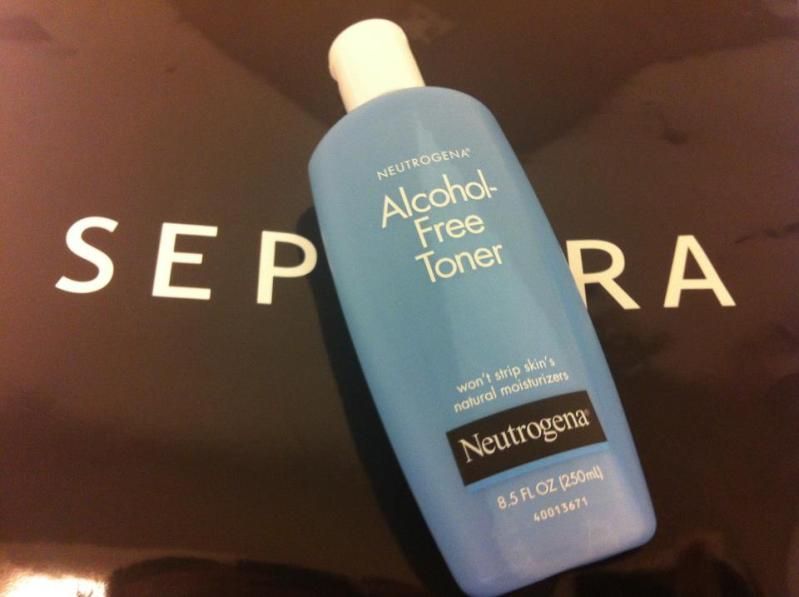 SEP RA
NEUTROGENA®
Alcohol-
Free
Toner
won't strip skin's
natural moisturizers
Neutrogena®
8.5 FL OZ (250mL)
40013671